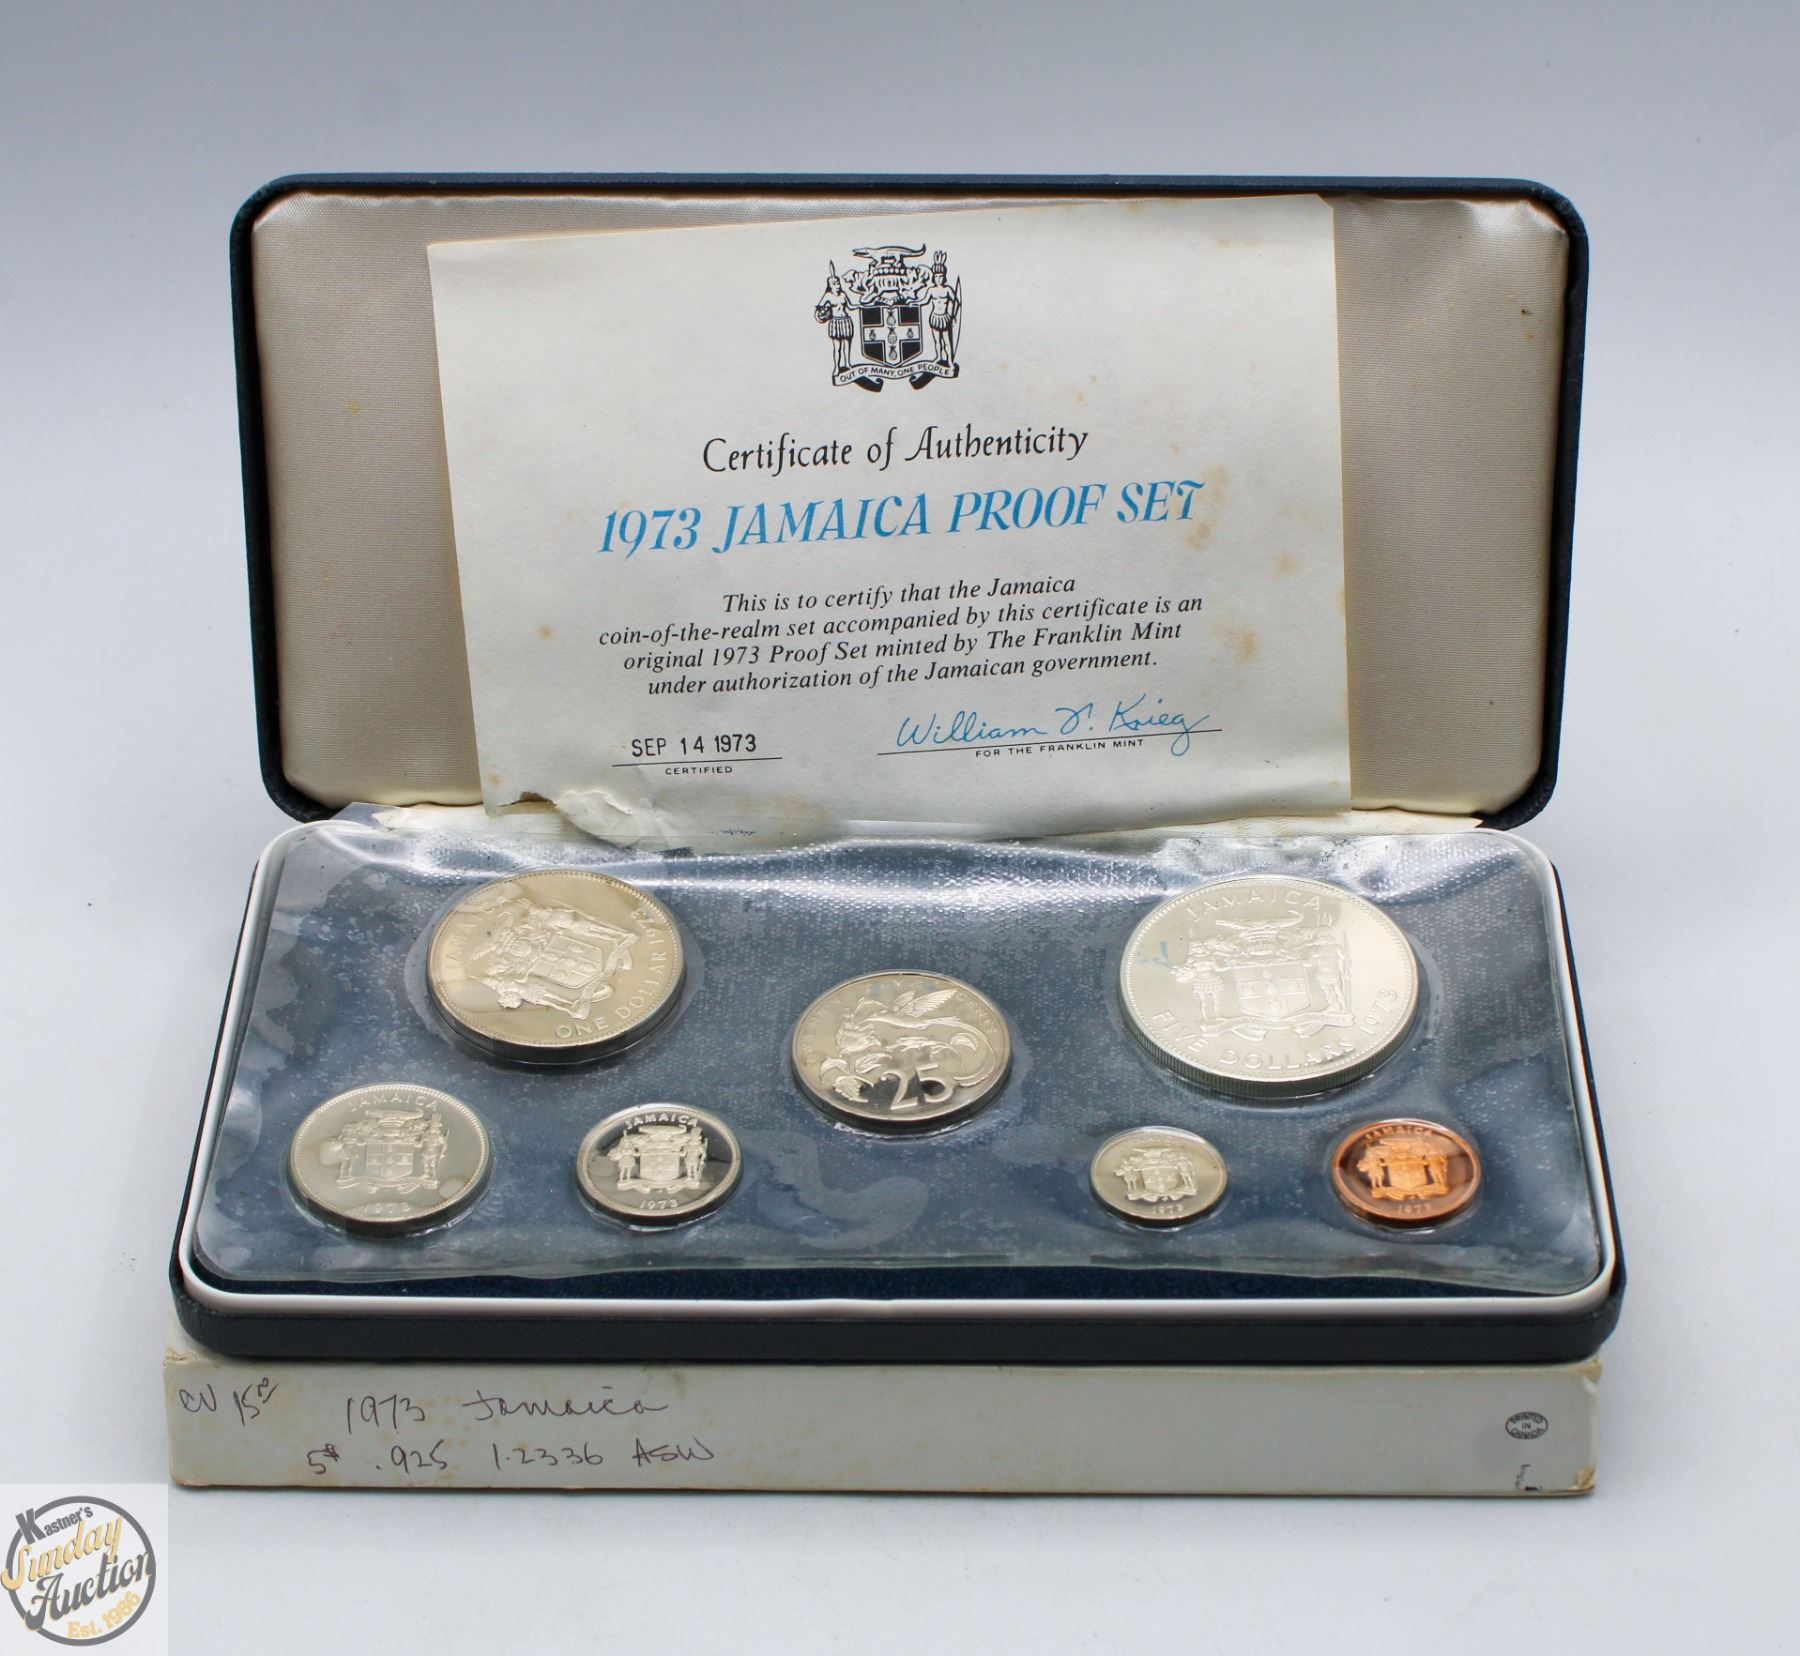 OUT OF MANY, ONE PEOPLE
Certificate of Authenticity
1973 JAMAICA PROOF SET
This is to certify that the Jamaica
coin-of-the-realm set accompanied by this certificate is an
original 1973 Proof Set minted by The Franklin Mint
under authorization of the Jamaican government.
SEP 14 1973
CERTIFIED
William T. Krieg
FOR THE FRANKLIN MINT
JAMAICA 1973
ONE DOLLAR
25
JAMAICA
FIVE DOLLARS 1973
JAMAICA
1973
JAMAICA
1973
1973
JAMAICA
1973
CV 15.00
1973 Jamaica
5$ .925 1.2336 ASW
PRINTED
IN
CANADA
Kastner's
Sunday
Auction
Est. 1986